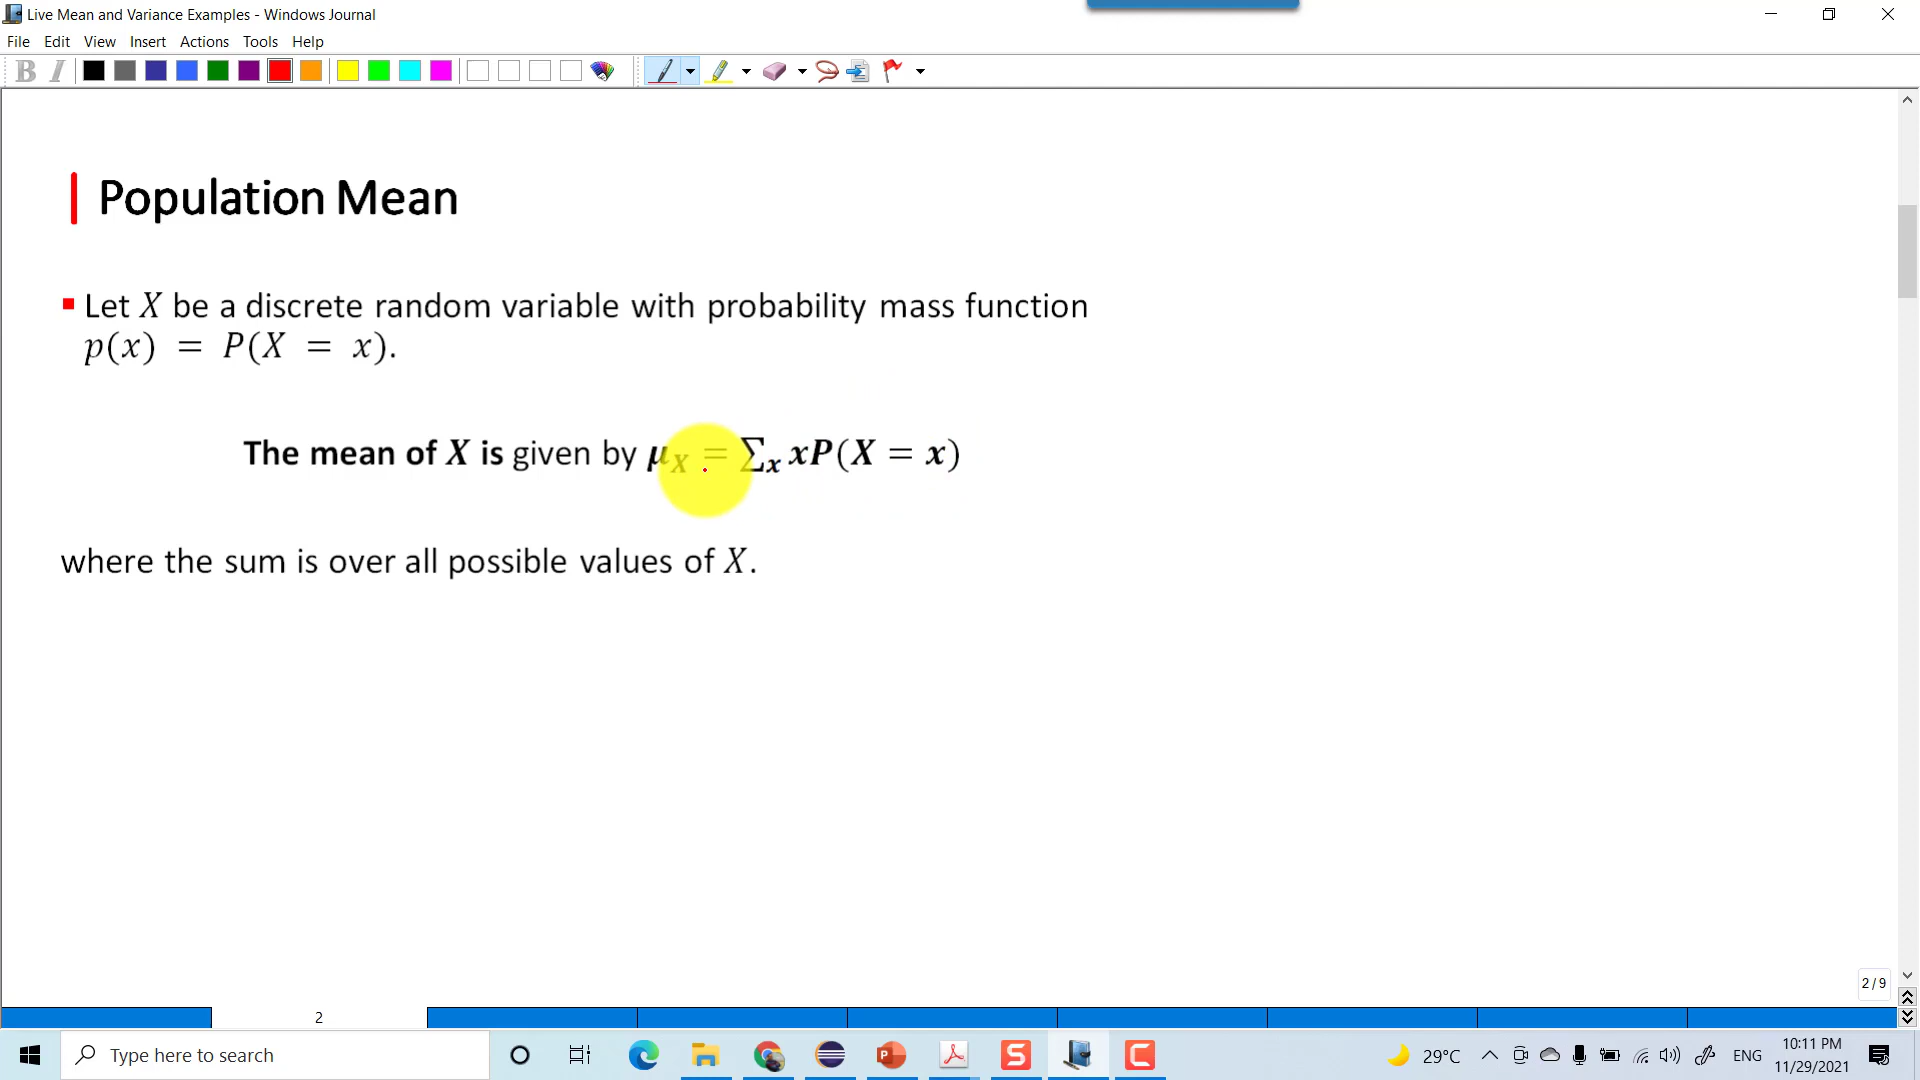 Live Mean and Variance Examples - Windows Journal
File Edit View Insert Actions Tools Help
B I
Population Mean
Let X be a discrete random variable with probability mass function
p(x) = P(X = x).
The mean of X is given by μ_X = ∑_x xP(X = x)
where the sum is over all possible values of X.
2 / 9
2
Type here to search
29°C
ENG
10:11 PM
11/29/2021